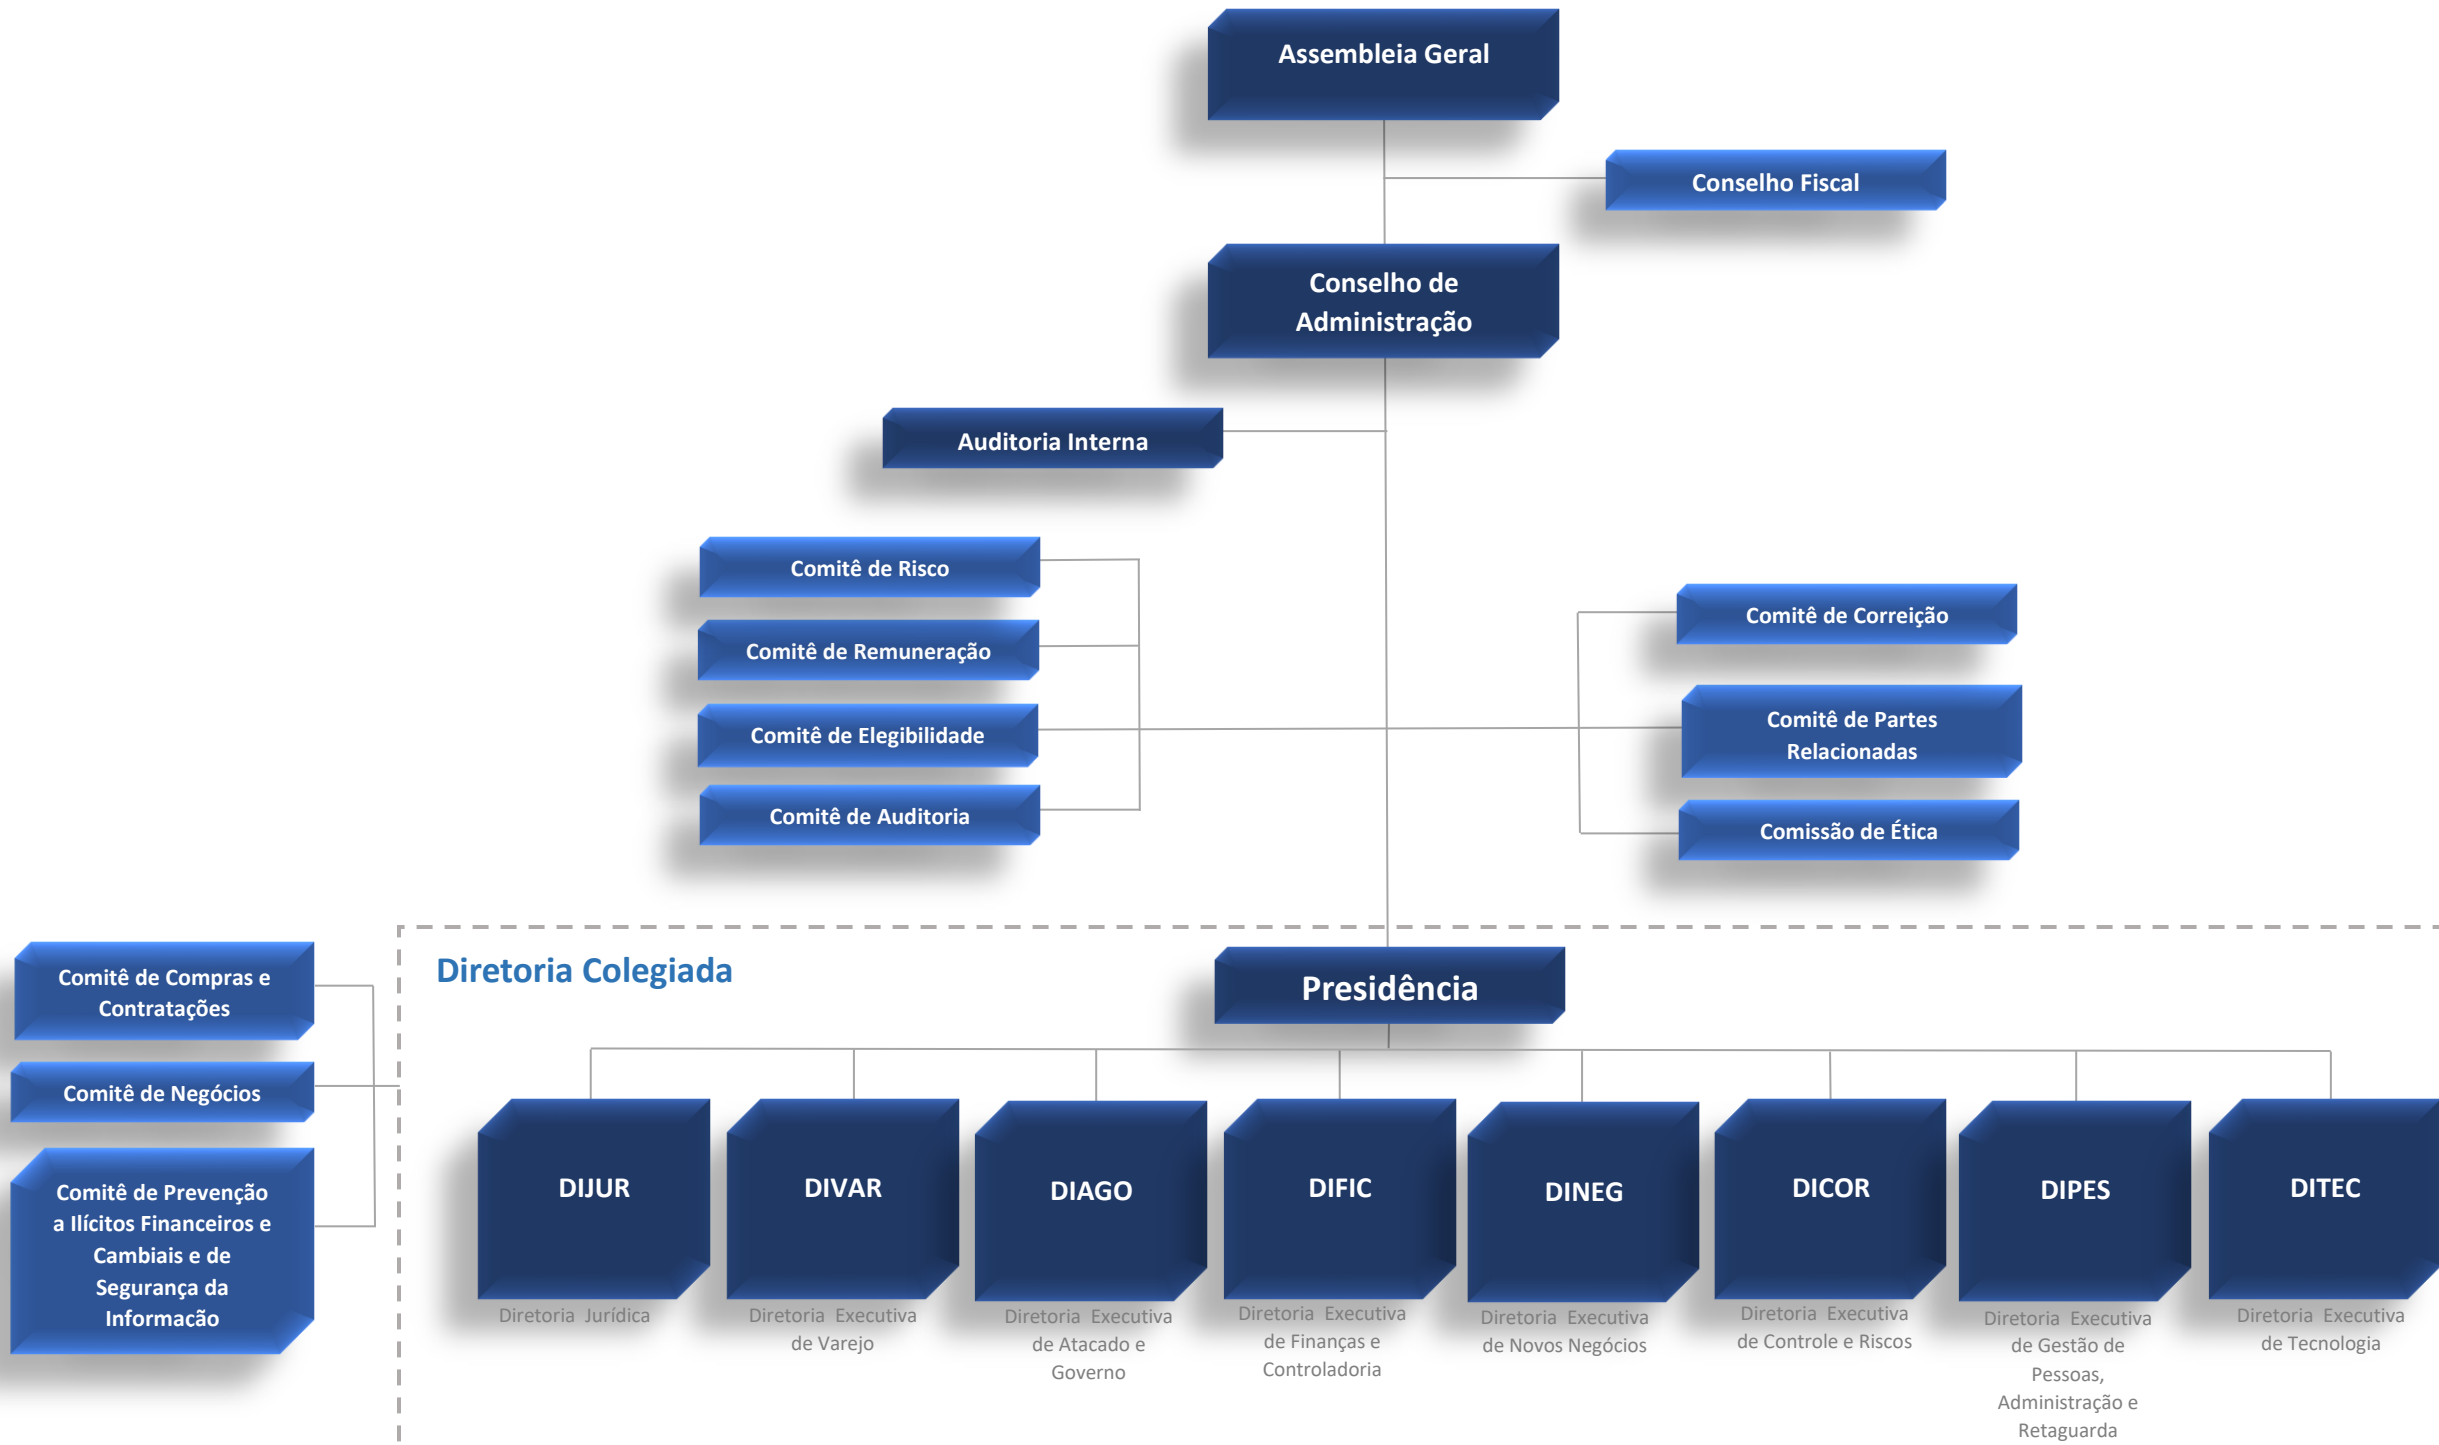 Assembleia Geral
Conselho Fiscal
Conselho de
Administração
Auditoria Interna
Comitê de Risco
Comitê de Remuneração
Comitê de Elegibilidade
Comitê de Auditoria
Comitê de Correição
Comitê de Partes
Relacionadas
Comissão de Ética
Comitê de Compras e
Contratações
Comitê de Negócios
Comitê de Prevenção
a Ilícitos Financeiros e
Cambiais e de
Segurança da
Informacão
Diretoria Colegiada
Presidência
DIJUR
Diretoria Jurídica
DIVAR
Diretoria Executiva
de Varejo
DIAGO
Diretoria Executiva
de Atacado e
Governo
DIFIC
Diretoria Executiva
de Finanças e
Controladoria
DINEG
Diretoria Executiva
de Novos Negócios
DICOR
Diretoria Executiva
de Controle e Riscos
DIPES
Diretoria Executiva
de Gestão de
Pessoas,
Administração e
Retaguarda
DITEC
Diretoria Executiva
de Tecnologia